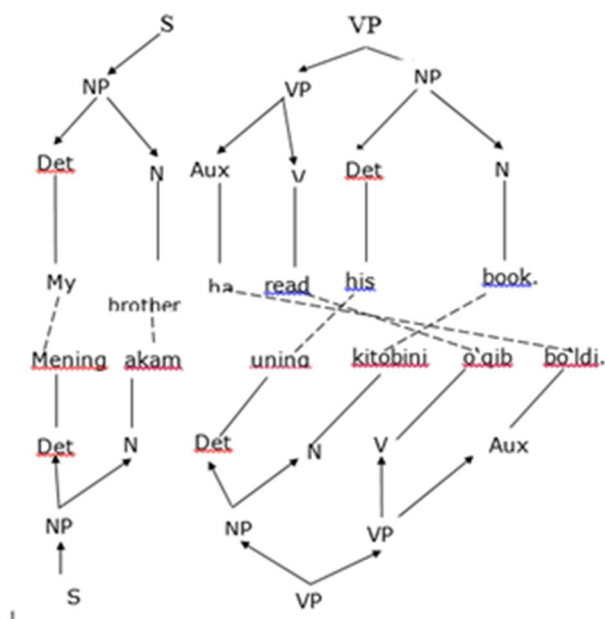 S VP
NP VP NP
Det N Aux V Det N
My brother ha read his book.
Mening akam uning kitobini o'qib bo'ldi.
Det N Det N V Aux
NP NP VP
S VP